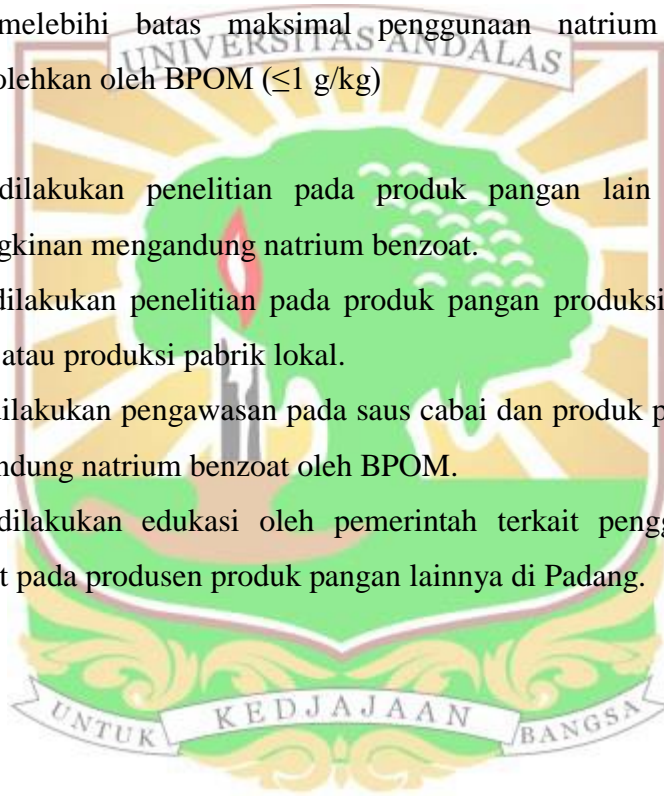 melebihi batas maksimal penggunaan natrium
UNIVERSITAS ANDALAS
olehkan oleh BPOM (≤1 g/kg)
dilakukan penelitian pada produk pangan lain
gkinan mengandung natrium benzoat.
dilakukan penelitian pada produk pangan produksi
atau produksi pabrik lokal.
dilakukan pengawasan pada saus cabai dan produk p
ndung natrium benzoat oleh BPOM.
dilakukan edukasi oleh pemerintah terkait pengg
t pada produsen produk pangan lainnya di Padang.
UNTUK KEDJAJAAN BANGSA